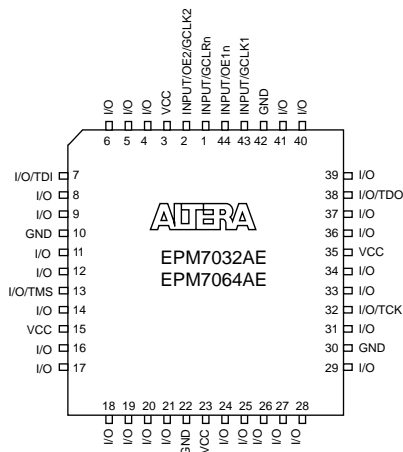 I/O
I/O
I/O
VCC
INPUT/OE2/GCLK2
INPUT/GCLRn
INPUT/OE1n
INPUT/GCLK1
GND
I/O
I/O
6 5 4 3 2 1 44 43 42 41 40
I/O/TDI 7
I/O 8
I/O 9
GND 10
I/O 11
I/O 12
I/O/TMS 13
I/O 14
VCC 15
I/O 16
I/O 17
ALTERA
EPM7032AE
EPM7064AE
39 I/O
38 I/O/TDO
37 I/O
36 I/O
35 VCC
34 I/O
33 I/O
32 I/O/TCK
31 I/O
30 GND
29 I/O
18 19 20 21 22 23 24 25 26 27 28
I/O
I/O
I/O
I/O
GND
VCC
I/O
I/O
I/O
I/O
I/O